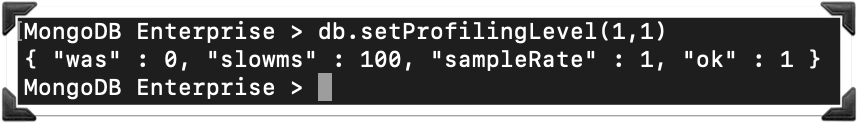 MongoDB Enterprise > db.setProfilingLevel(1,1)
{ "was" : 0, "slowms" : 100, "sampleRate" : 1, "ok" : 1 }
MongoDB Enterprise >